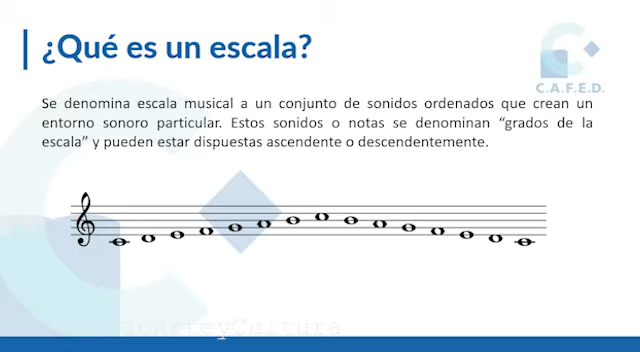 ¿Qué es un escala?
C.A.F.E.D.
Se denomina escala musical a un conjunto de sonidos ordenados que crean un
entorno sonoro particular. Estos sonidos o notas se denominan “grados de la
escala” y pueden estar dispuestas ascendente o descendentemente.